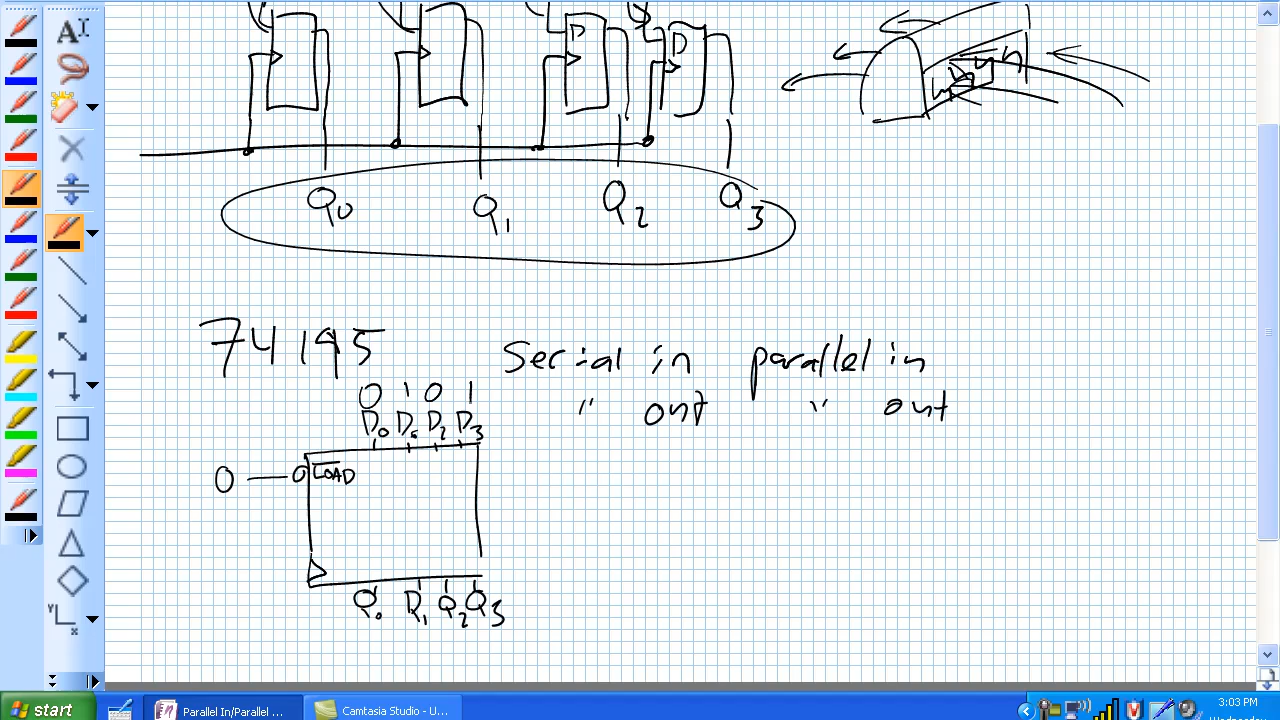 D D
Q0 Q1 Q2 Q3
74195 Serial in parallel in
" out " out
0 1 0 1
D0 D1 D2 D3
0 LOAD
Q0 Q1 Q2 Q3
start Parallel In/Parallel ... Camtasia Studio - U... 3:03 PM